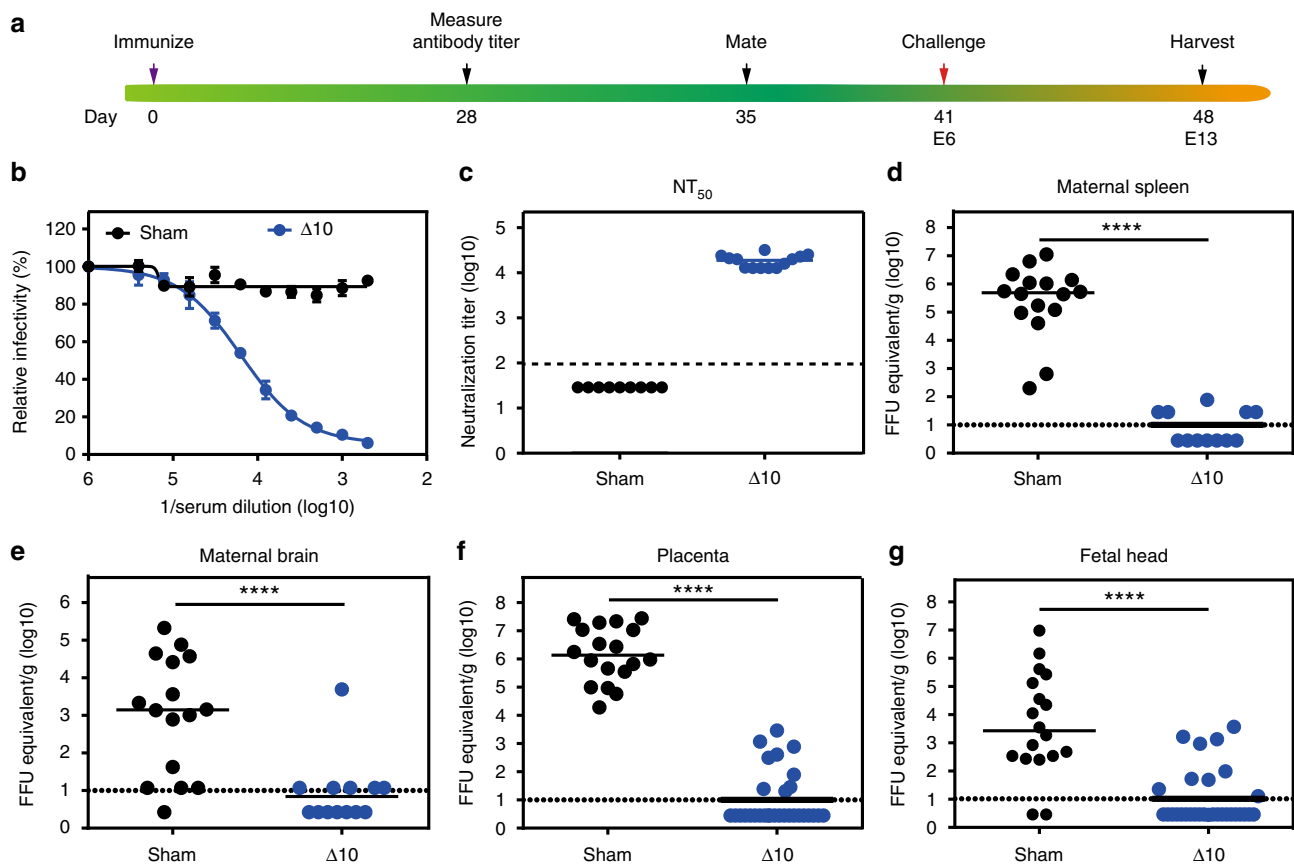 a
Immunize
Measure
antibody titer
Mate
Challenge
Harvest
Day 0 28 35 41 48
E6 E13
b
120
100
80
60
40
20
0
Relative infectivity (%)
Sham Δ10
6 5 4 3 2
1/serum dilution (log10)
c
NT50
5
4
3
2
1
0
Neutralization titer (log10)
Sham Δ10
d
Maternal spleen
****
8
7
6
5
4
3
2
1
0
FFU equivalent/g (log10)
Sham Δ10
e
Maternal brain
****
6
5
4
3
2
1
0
FFU equivalent/g (log10)
Sham Δ10
f
Placenta
****
8
7
6
5
4
3
2
1
0
FFU equivalent/g (log10)
Sham Δ10
g
Fetal head
****
8
7
6
5
4
3
2
1
0
FFU equivalent/g (log10)
Sham Δ10